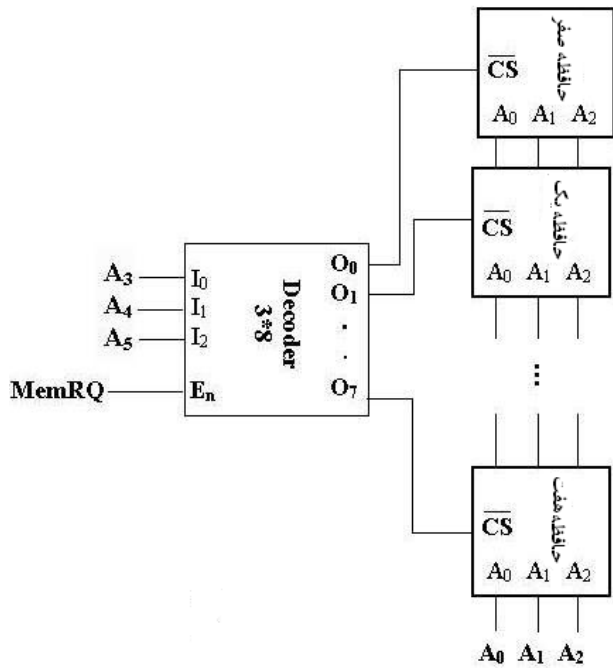 حافظه صفر
CS
A0 A1 A2
حافظه یک
CS
A0 A1 A2
A3 I0
A4 I1
A5 I2
MemRQ En
Decoder
3*8
O0
O1
.
.
O7
...
حافظه هفت
CS
A0 A1 A2
A0 A1 A2